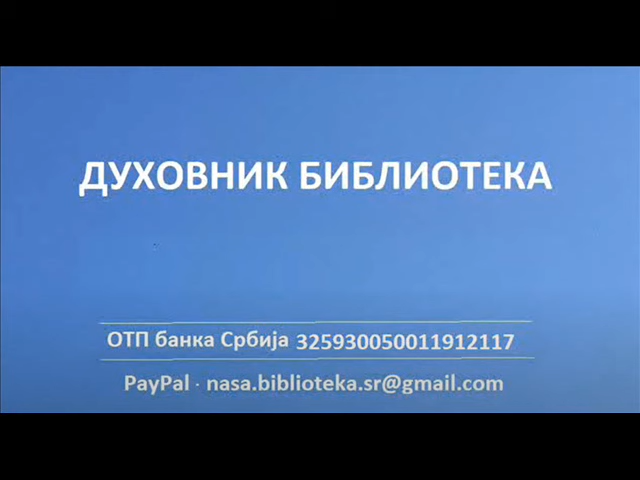 ДУХОВНИК БИБЛИОТЕКА
ОТП банка Србија 325930050011912117
PayPal · nasa.biblioteka.sr@gmail.com